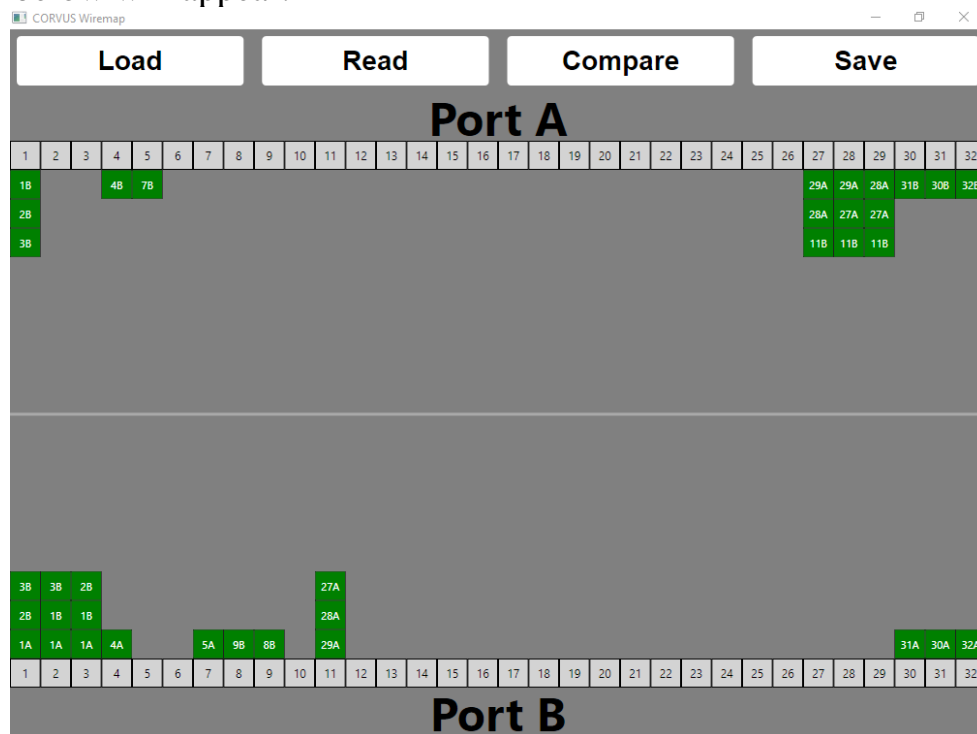 CORVUS Wiremap
Load Read Compare Save
Port A
1 2 3 4 5 6 7 8 9 10 11 12 13 14 15 16 17 18 19 20 21 22 23 24 25 26 27 28 29 30 31 32
1B 4B 7B 29A 29A 28A 31B 30B 32B
2B 28A 27A 27A
3B 11B 11B 11B
3B 3B 2B 27A
2B 1B 1B 28A
1A 1A 1A 4A 5A 9B 8B 29A 31A 30A 32A
1 2 3 4 5 6 7 8 9 10 11 12 13 14 15 16 17 18 19 20 21 22 23 24 25 26 27 28 29 30 31 32
Port B